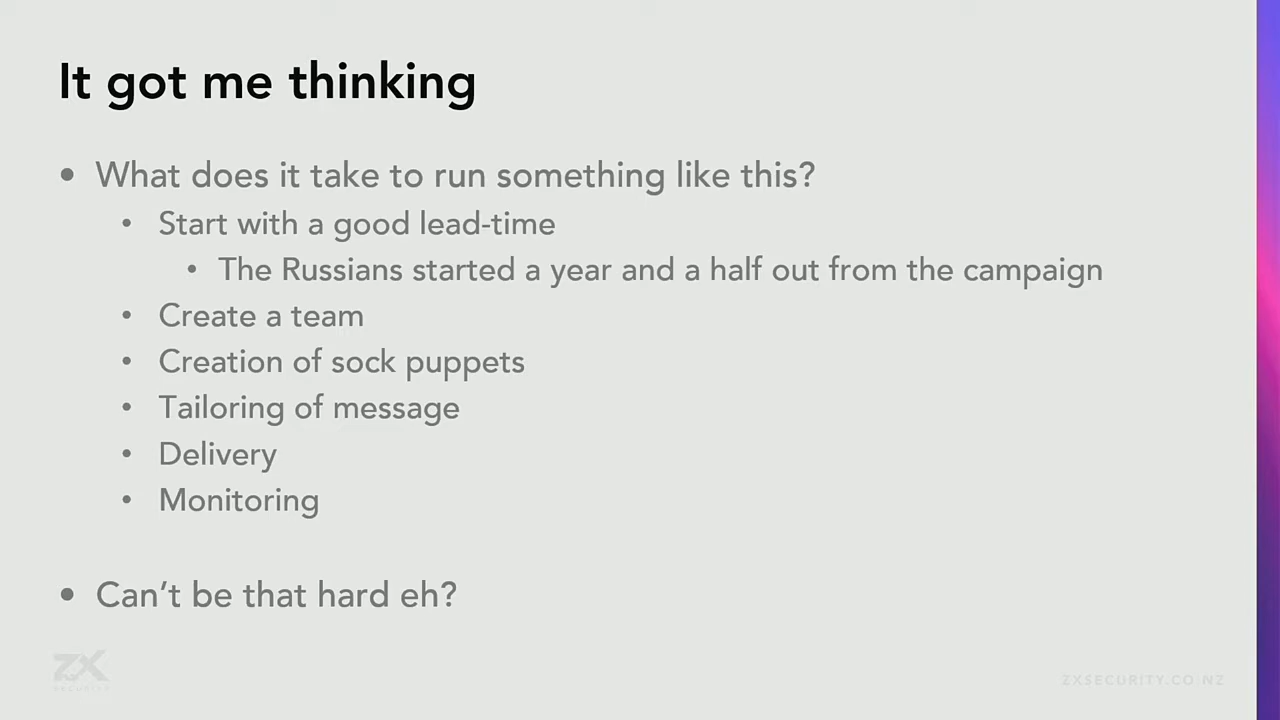 It got me thinking
• What does it take to run something like this?
• Start with a good lead-time
• The Russians started a year and a half out from the campaign
• Create a team
• Creation of sock puppets
• Tailoring of message
• Delivery
• Monitoring
• Can’t be that hard eh?
ZX
SECURITY
ZXSECURITY.CO.NZ